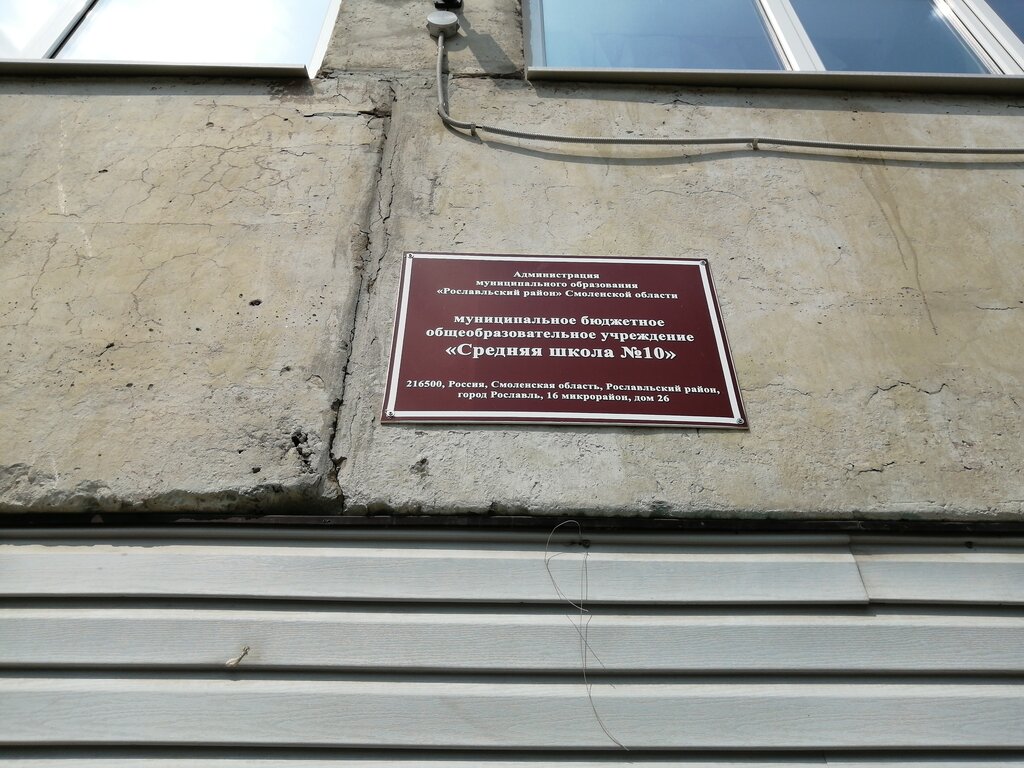 Администрация
муниципального образования
«Рославльский район» Смоленской области
муниципальное бюджетное
общеобразовательное учреждение
«Средняя школа №10»
216500, Россия, Смоленская область, Рославльский район,
город Рославль, 16 микрорайон, дом 26